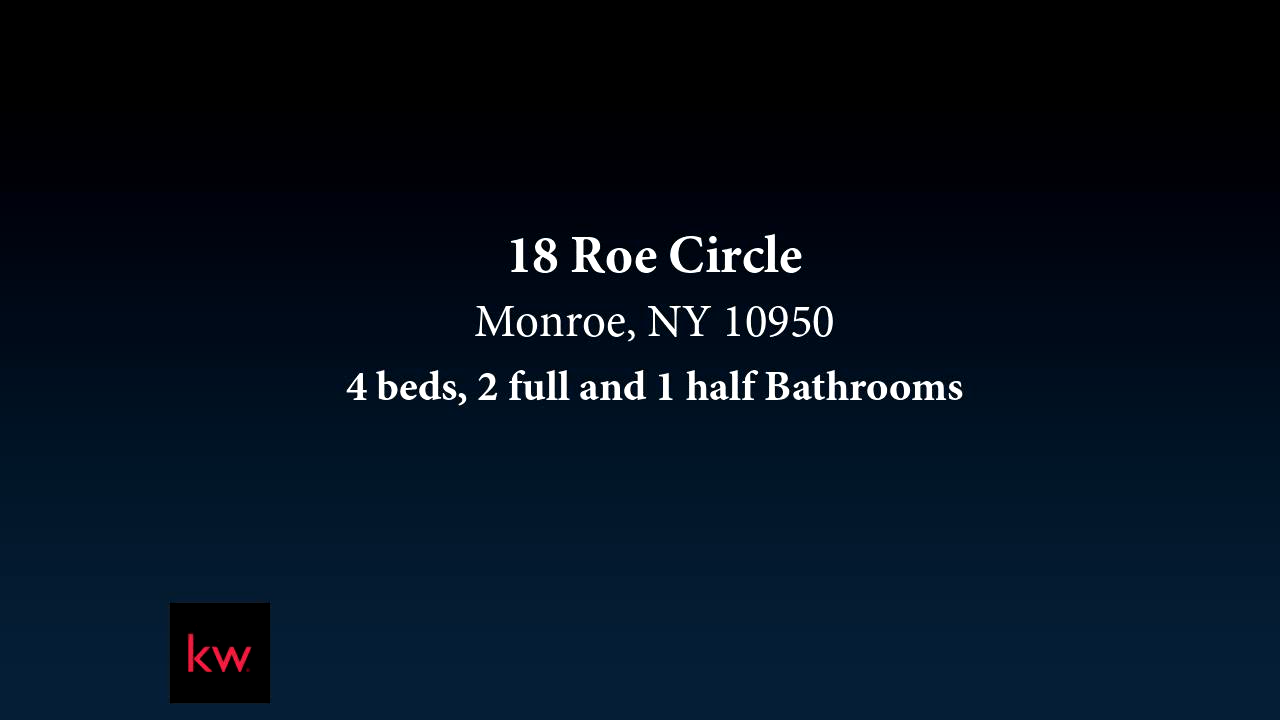 18 Roe Circle
Monroe, NY 10950
4 beds, 2 full and 1 half Bathrooms
kw